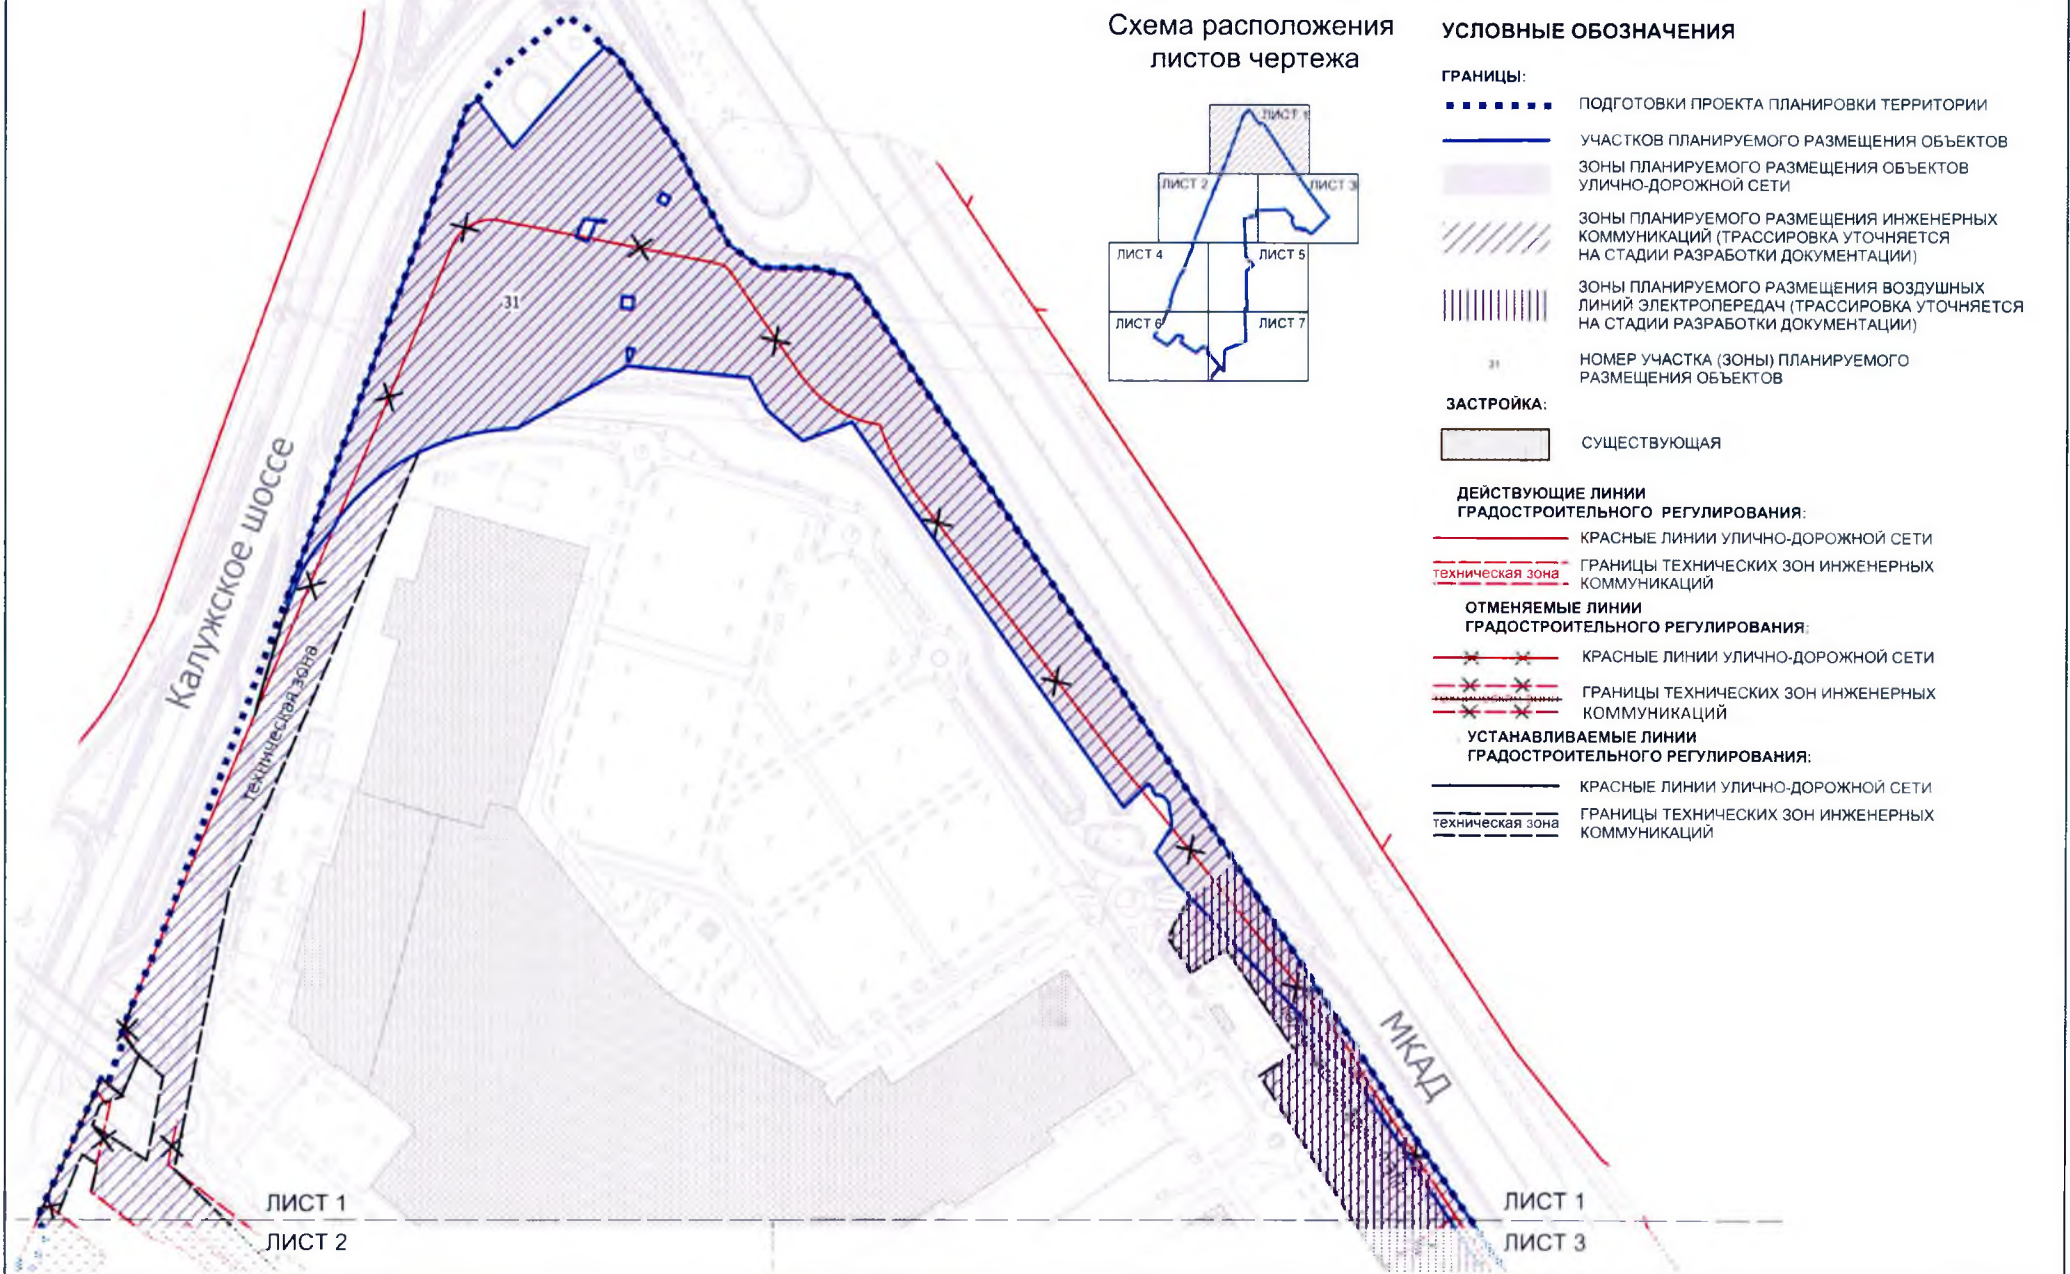 Схема расположения
листов чертежа
ЛИСТ 1
ЛИСТ 2
ЛИСТ 3
ЛИСТ 4
ЛИСТ 5
ЛИСТ 6
ЛИСТ 7
УСЛОВНЫЕ ОБОЗНАЧЕНИЯ
ГРАНИЦЫ:
ПОДГОТОВКИ ПРОЕКТА ПЛАНИРОВКИ ТЕРРИТОРИИ
УЧАСТКОВ ПЛАНИРУЕМОГО РАЗМЕЩЕНИЯ ОБЪЕКТОВ
ЗОНЫ ПЛАНИРУЕМОГО РАЗМЕЩЕНИЯ ОБЪЕКТОВ
УЛИЧНО-ДОРОЖНОЙ СЕТИ
ЗОНЫ ПЛАНИРУЕМОГО РАЗМЕЩЕНИЯ ИНЖЕНЕРНЫХ
КОММУНИКАЦИЙ (ТРАССИРОВКА УТОЧНЯЕТСЯ
НА СТАДИИ РАЗРАБОТКИ ДОКУМЕНТАЦИИ)
ЗОНЫ ПЛАНИРУЕМОГО РАЗМЕЩЕНИЯ ВОЗДУШНЫХ
ЛИНИЙ ЭЛЕКТРОПЕРЕДАЧ (ТРАССИРОВКА УТОЧНЯЕТСЯ
НА СТАДИИ РАЗРАБОТКИ ДОКУМЕНТАЦИИ)
31
НОМЕР УЧАСТКА (ЗОНЫ) ПЛАНИРУЕМОГО
РАЗМЕЩЕНИЯ ОБЪЕКТОВ
ЗАСТРОЙКА:
СУЩЕСТВУЮЩАЯ
ДЕЙСТВУЮЩИЕ ЛИНИИ
ГРАДОСТРОИТЕЛЬНОГО РЕГУЛИРОВАНИЯ:
КРАСНЫЕ ЛИНИИ УЛИЧНО-ДОРОЖНОЙ СЕТИ
техническая зона
ГРАНИЦЫ ТЕХНИЧЕСКИХ ЗОН ИНЖЕНЕРНЫХ
КОММУНИКАЦИЙ
ОТМЕНЯЕМЫЕ ЛИНИИ
ГРАДОСТРОИТЕЛЬНОГО РЕГУЛИРОВАНИЯ:
КРАСНЫЕ ЛИНИИ УЛИЧНО-ДОРОЖНОЙ СЕТИ
ГРАНИЦЫ ТЕХНИЧЕСКИХ ЗОН ИНЖЕНЕРНЫХ
КОММУНИКАЦИЙ
УСТАНАВЛИВАЕМЫЕ ЛИНИИ
ГРАДОСТРОИТЕЛЬНОГО РЕГУЛИРОВАНИЯ:
КРАСНЫЕ ЛИНИИ УЛИЧНО-ДОРОЖНОЙ СЕТИ
техническая зона
ГРАНИЦЫ ТЕХНИЧЕСКИХ ЗОН ИНЖЕНЕРНЫХ
КОММУНИКАЦИЙ
31
Калужское шоссе
техническая зона
МКАД
ЛИСТ 1
ЛИСТ 2
ЛИСТ 1
ЛИСТ 3